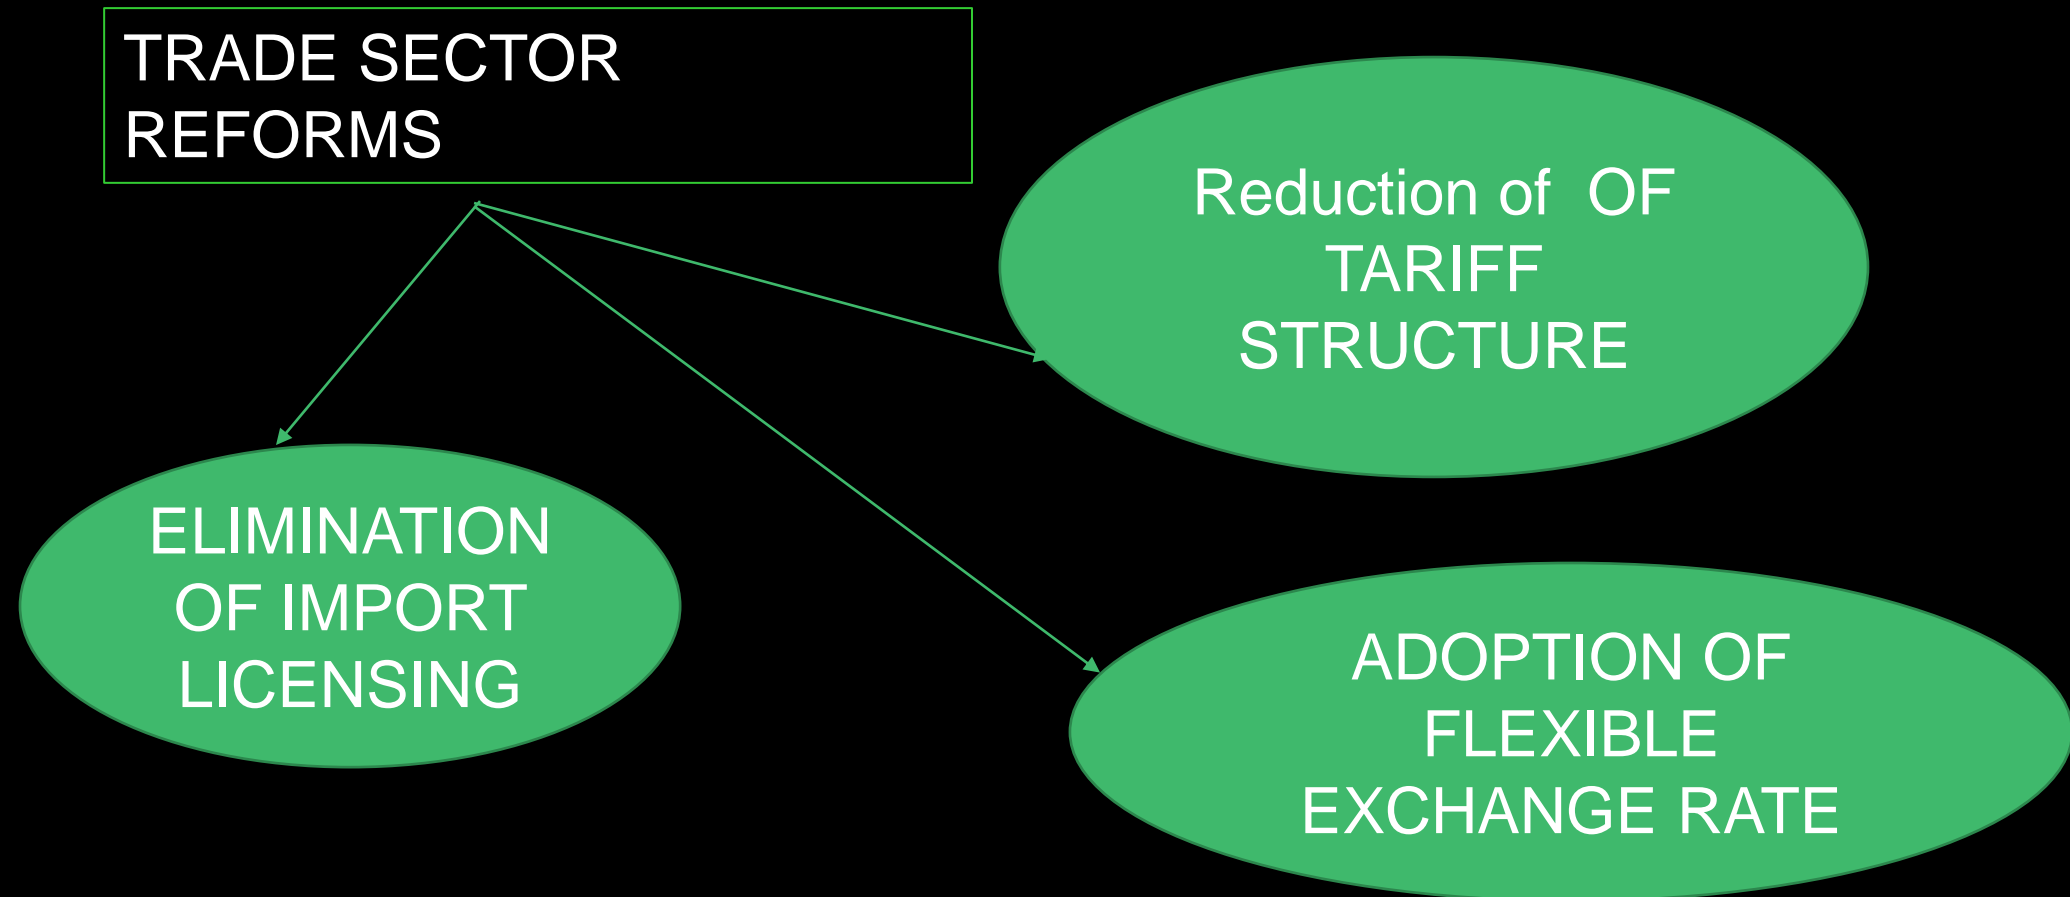 TRADE SECTOR
REFORMS
Reduction of  OF
TARIFF
STRUCTURE
ELIMINATION
OF IMPORT
LICENSING
ADOPTION OF
FLEXIBLE
EXCHANGE RATE